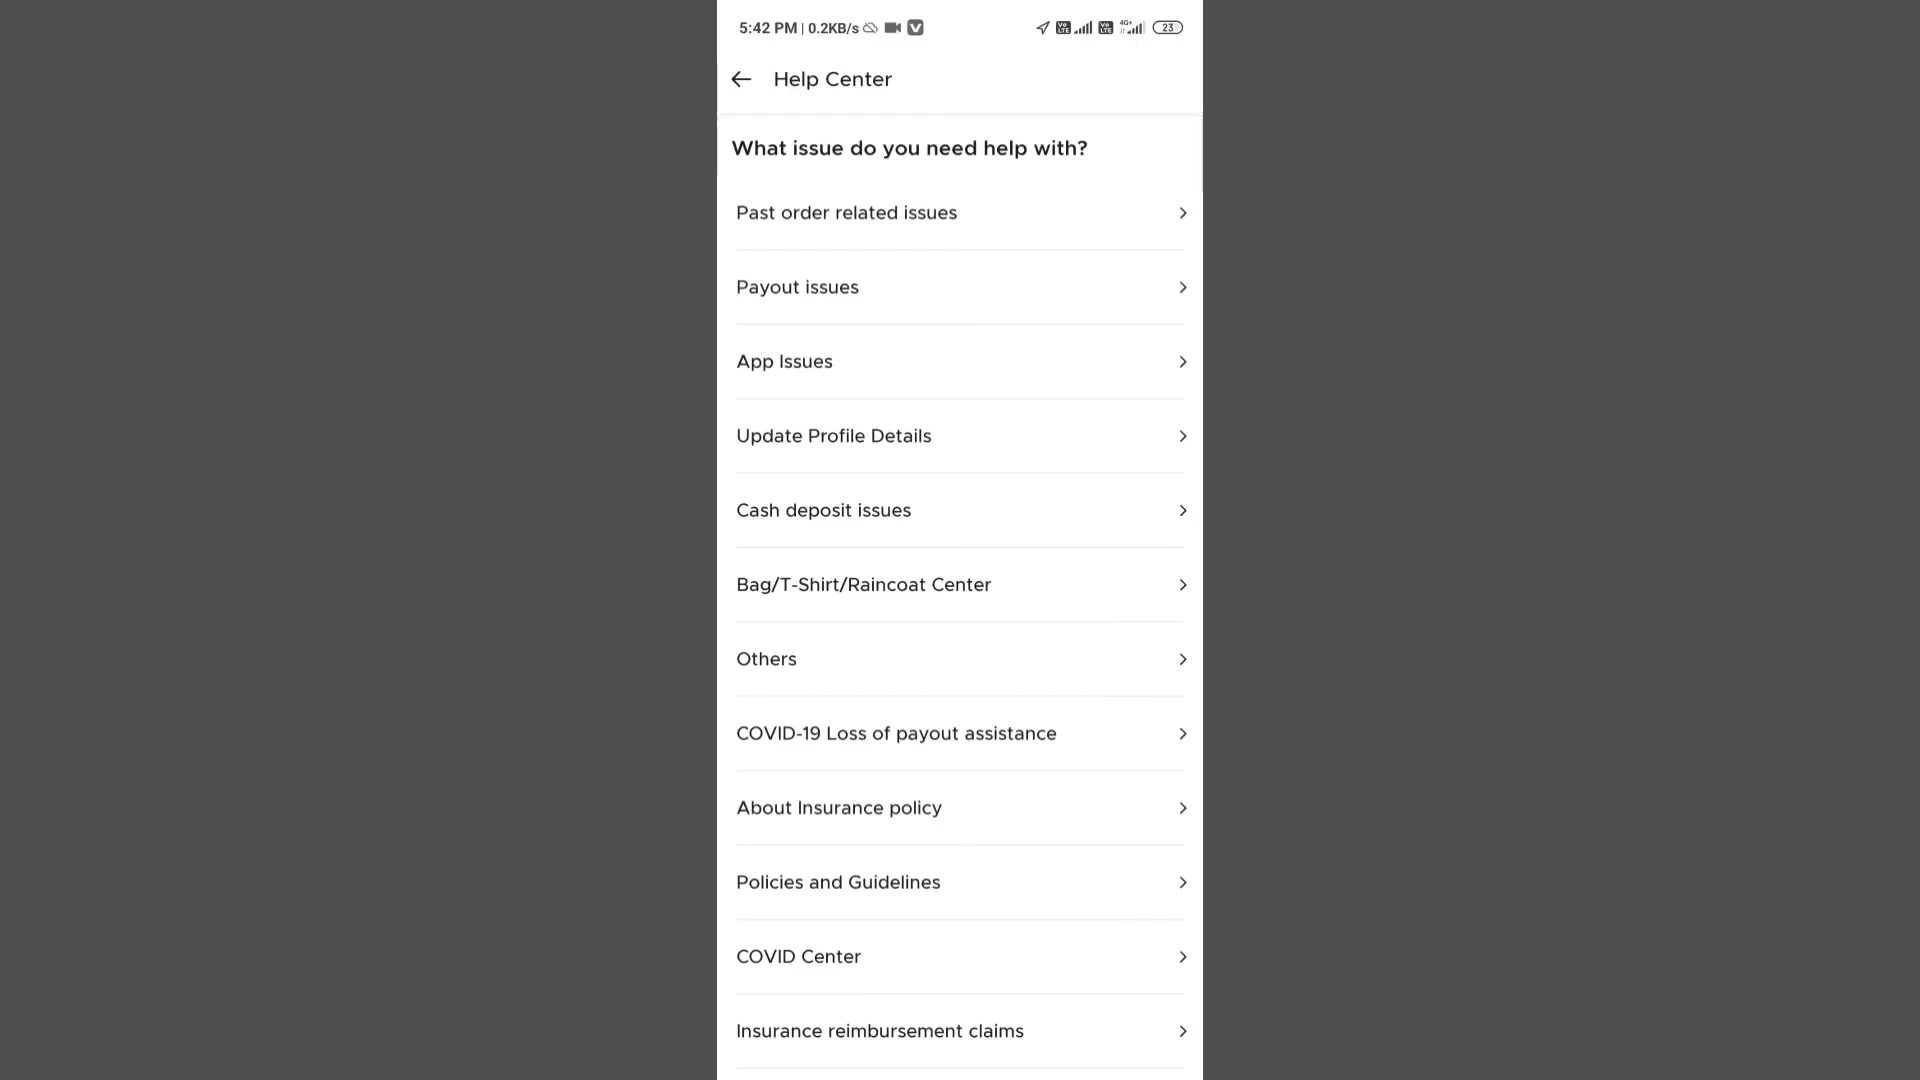 5:42 PM | 0.2KB/s
4G+
23
Help Center
What issue do you need help with?
Past order related issues
Payout issues
App Issues
Update Profile Details
Cash deposit issues
Bag/T-Shirt/Raincoat Center
Others
COVID-19 Loss of payout assistance
About Insurance policy
Policies and Guidelines
COVID Center
Insurance reimbursement claims